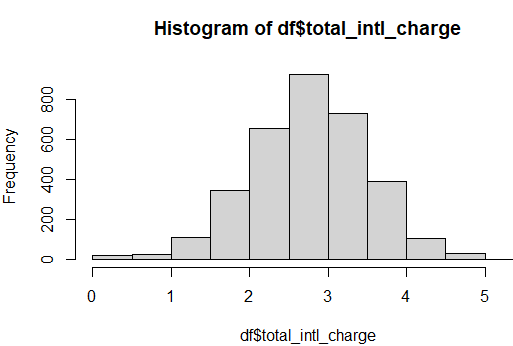 Histogram of df$total_intl_charge
Frequency
800
600
400
200
0
0 1 2 3 4 5
df$total_intl_charge